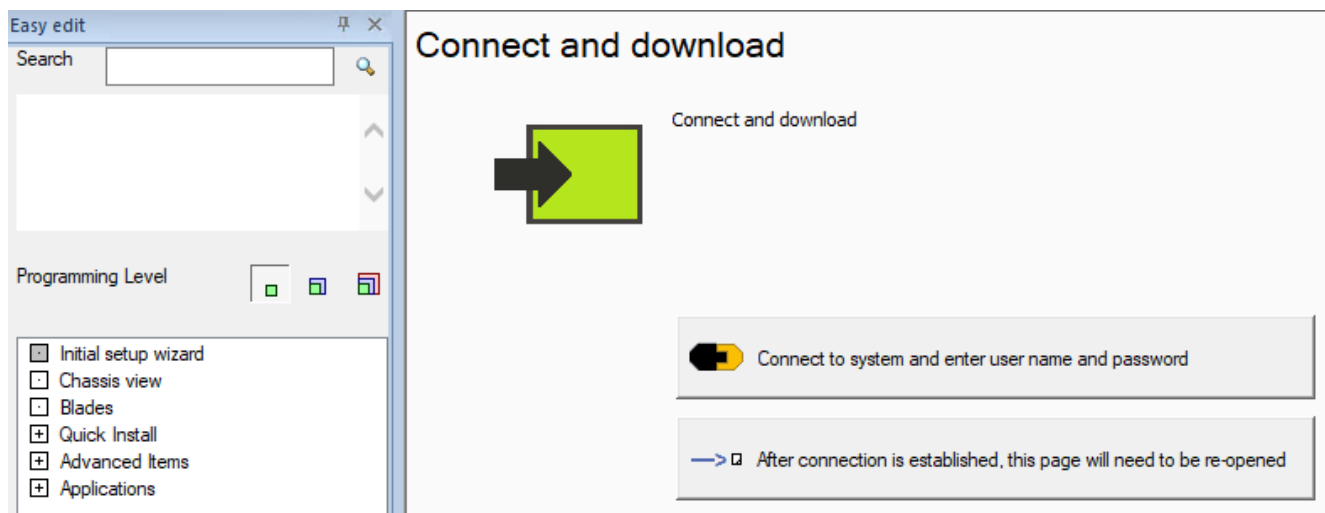 Easy edit
Search
Programming Level
Initial setup wizard
Chassis view
Blades
Quick Install
Advanced Items
Applications
Connect and download
Connect and download
Connect to system and enter user name and password
After connection is established, this page will need to be re-opened